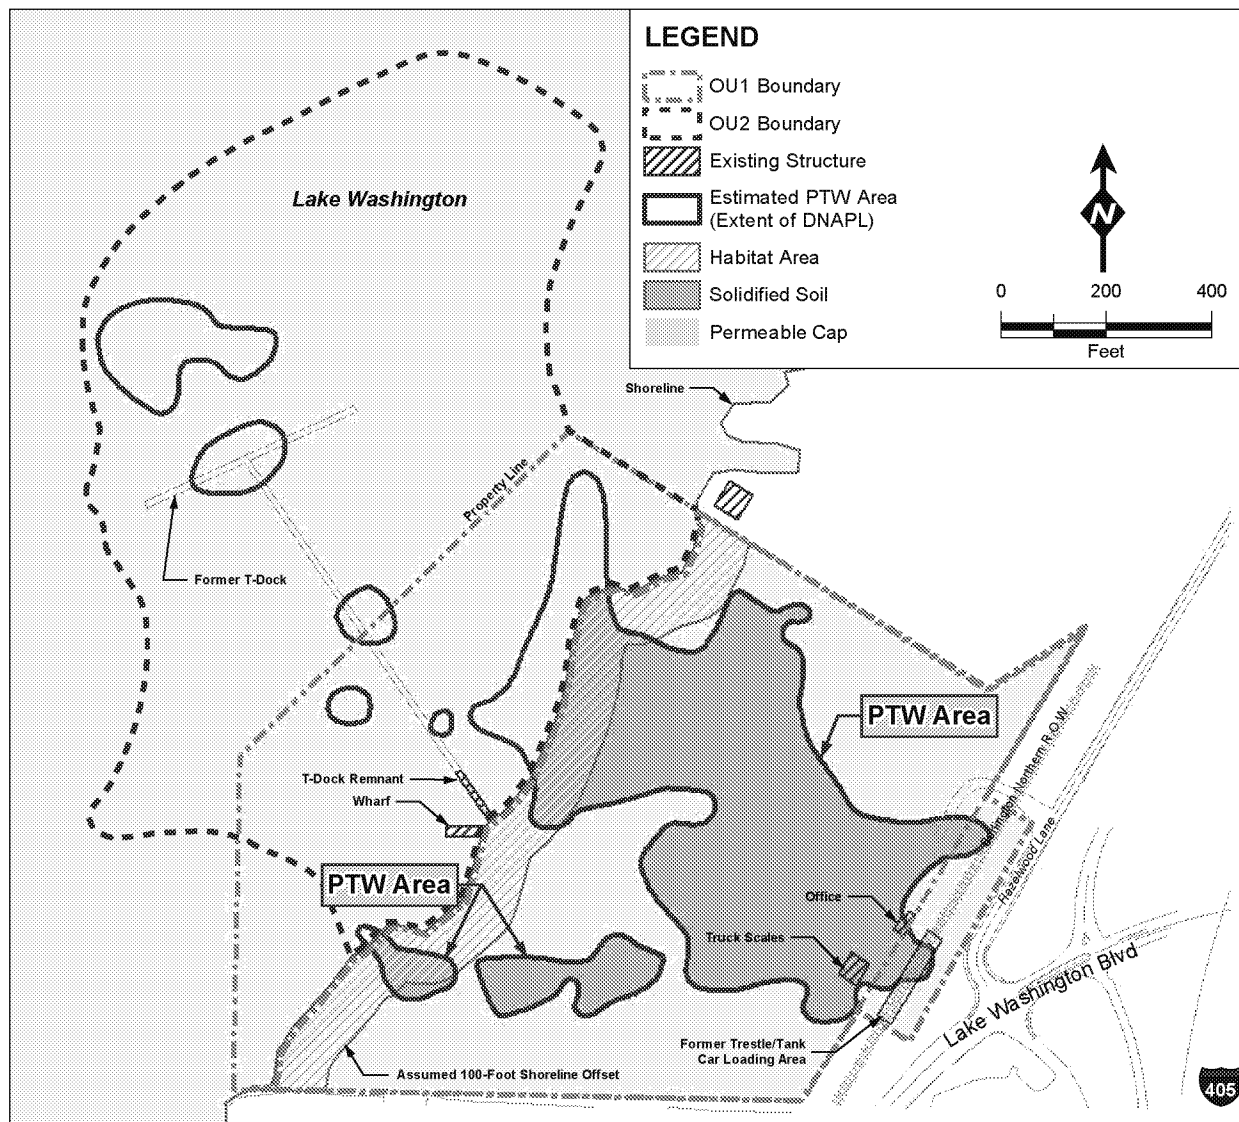 LEGEND
OU1 Boundary
OU2 Boundary
Existing Structure
Estimated PTW Area
(Extent of DNAPL)
Habitat Area
Solidified Soil
Permeable Cap
N
0 200 400
Feet
Lake Washington
Shoreline
Property Line
Former T-Dock
PTW Area
T-Dock Remnant
Wharf
Burlington Northern R.O.W.
Hazelwood Lane
PTW Area
Office
Truck Scales
Lake Washington Blvd
Former Trestle/Tank
Car Loading Area
Assumed 100-Foot Shoreline Offset
405